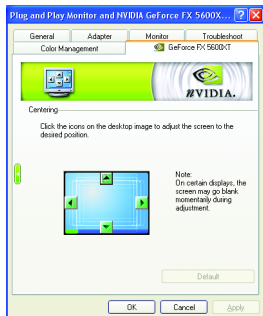 Plug and Play Monitor and NVIDIA GeForce FX 5600X...
General Adapter Monitor Troubleshoot
Color Management GeForce FX 5600XT
NVIDIA.
Centering
Click the icons on the desktop image to adjust the screen to the
desired position.
Note:
On certain displays, the
screen may go blank
momentarily during
adjustment.
Default
OK Cancel Apply